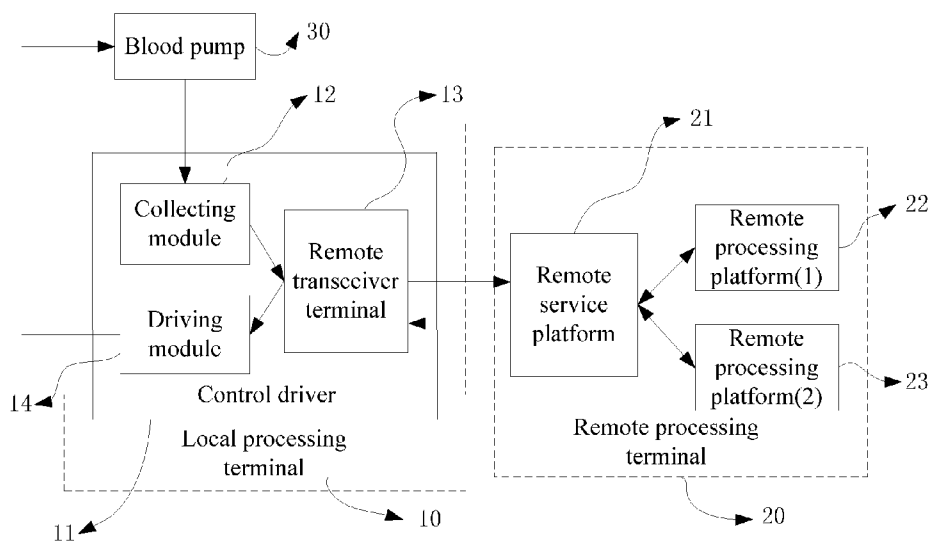 Blood pump
30
12
13
21
Collecting
module
Remote
transceiver
terminal
Driving
module
Control driver
14
Local processing
terminal
11
10
Remote
service
platform
Remote
processing
platform(1)
22
Remote
processing
platform(2)
23
Remote processing
terminal
20